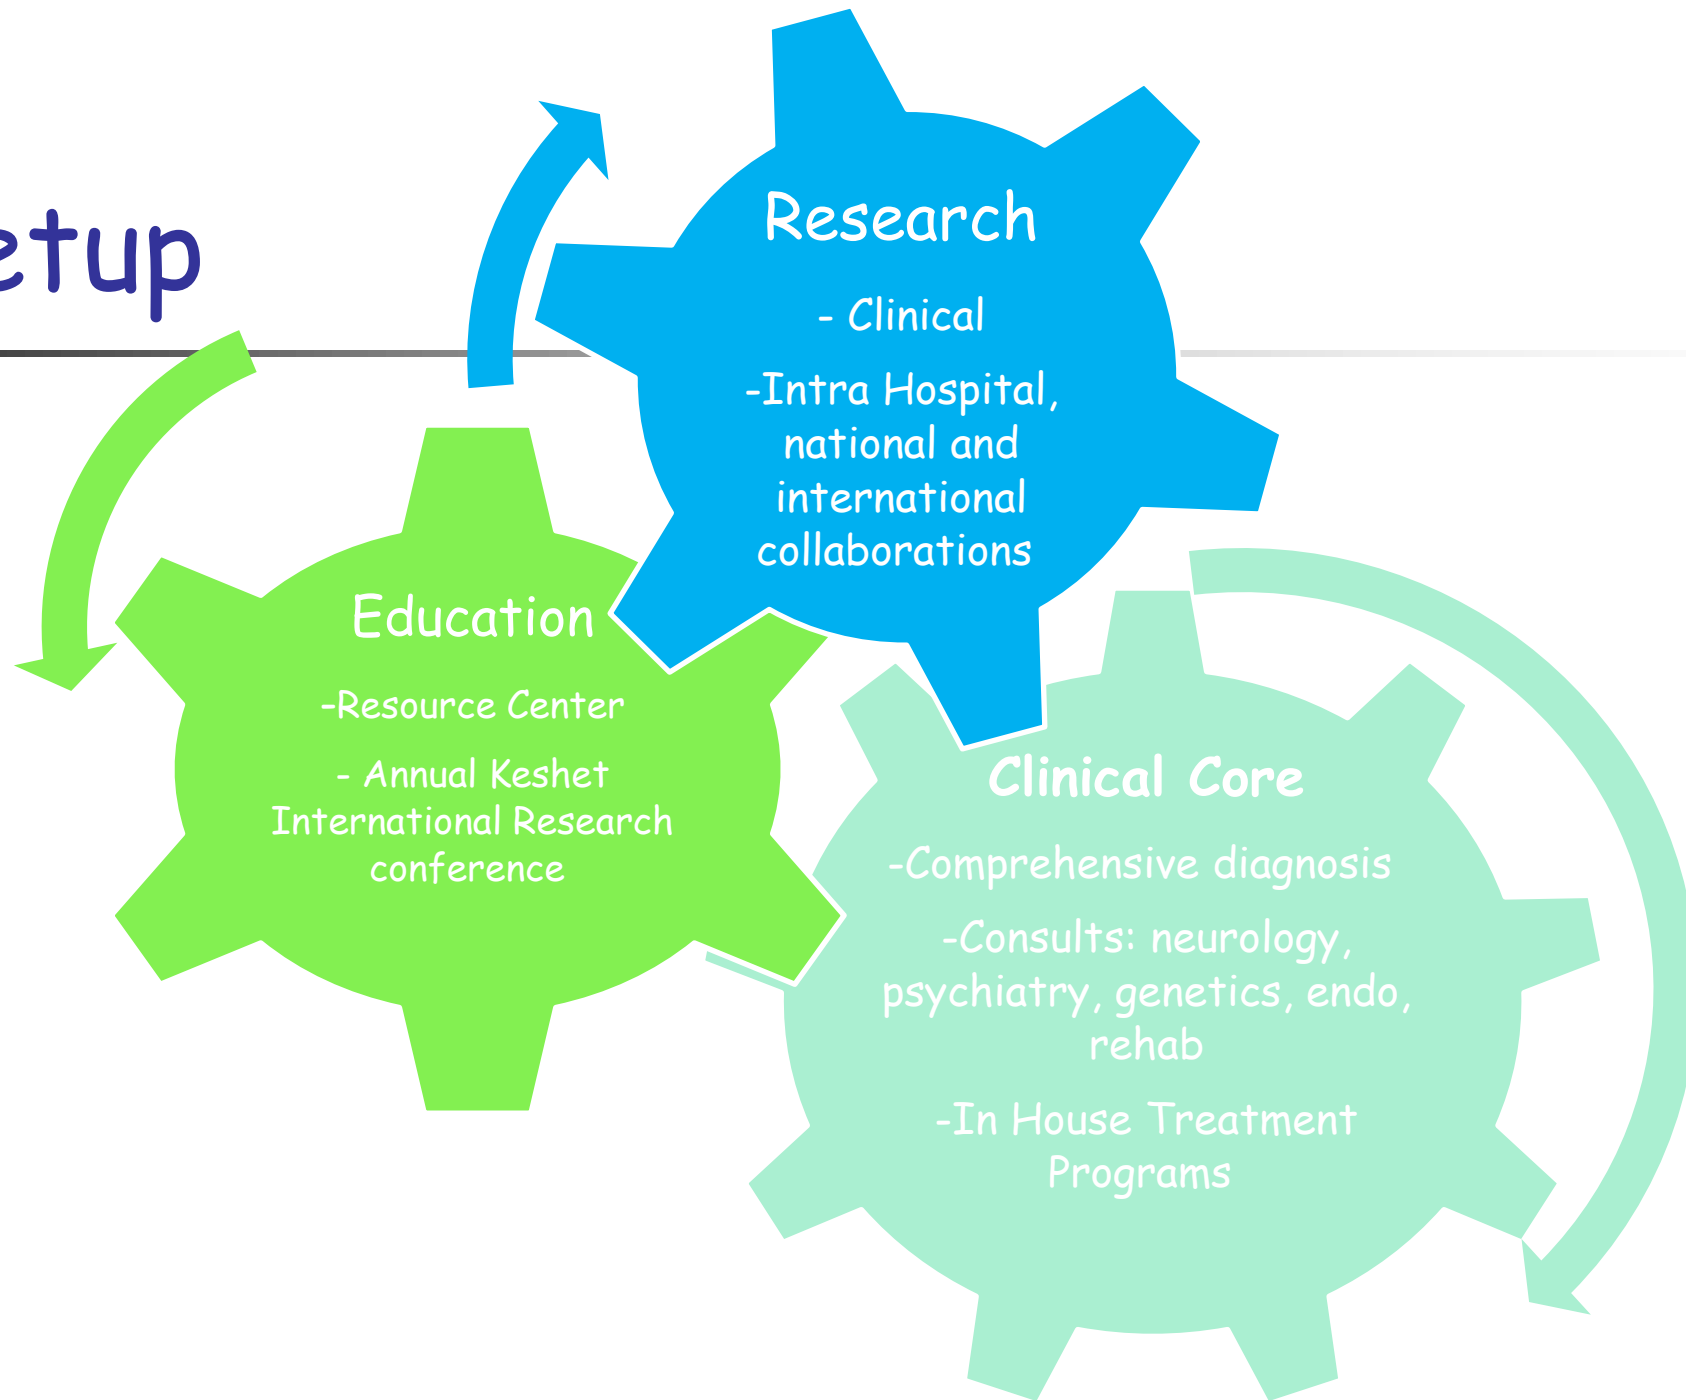 etup
Research
- Clinical
-Intra Hospital,
national and
international
collaborations
Education
-Resource Center
- Annual Keshet
International Research
conference
Clinical Core
-Comprehensive diagnosis
-Consults: neurology,
psychiatry, genetics, endo,
rehab
-In House Treatment
Programs